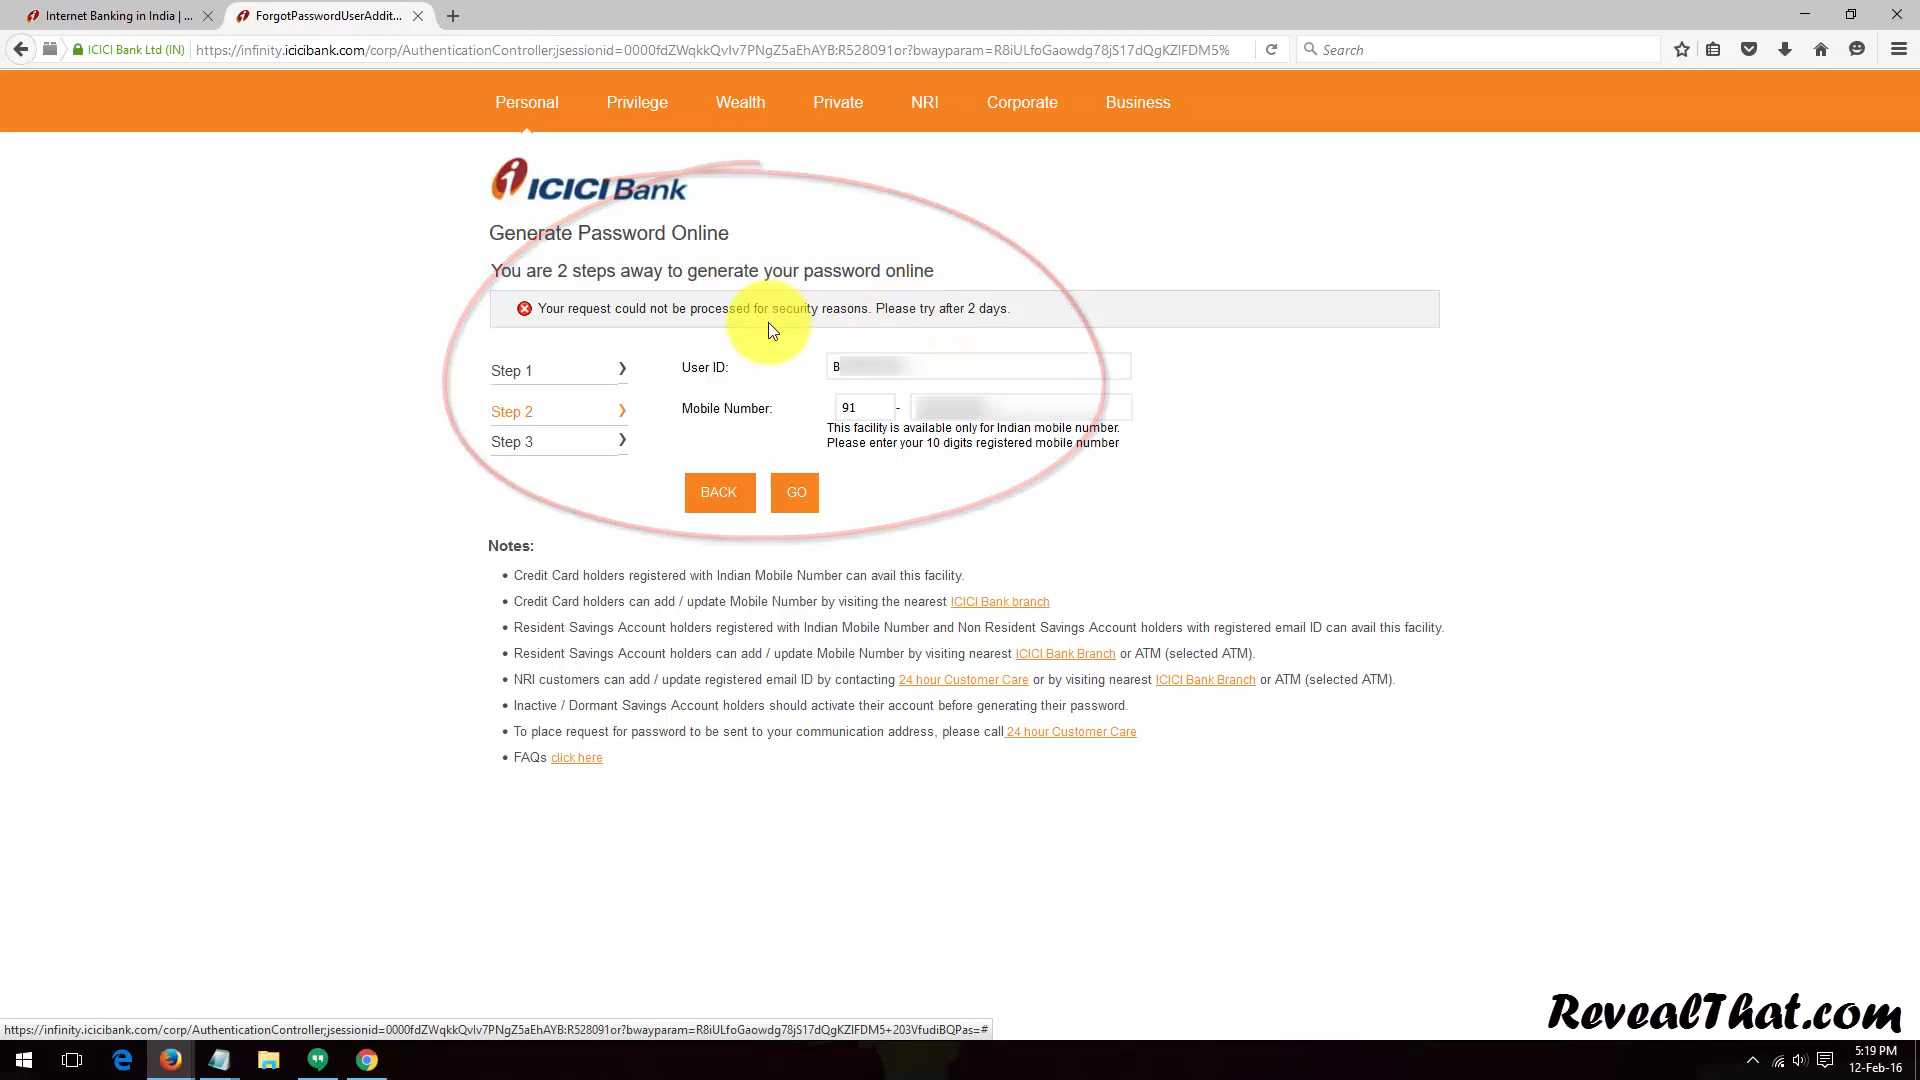 Internet Banking in India | ...
ForgotPasswordUserAddit...
ICICI Bank Ltd (IN)
https://infinity.icicibank.com/corp/AuthenticationController;jsessionid=0000fdZWqkkQvIv7PNgZ5aEhAYB:R528091or?bwayparam=R8iULfoGaowdg78jS17dQgKZIFDM5%
Search
Personal
Privilege
Wealth
Private
NRI
Corporate
Business
ICICI Bank
Generate Password Online
You are 2 steps away to generate your password online
Your request could not be processed for security reasons. Please try after 2 days.
Step 1
User ID:
B
Step 2
Mobile Number:
91
-
This facility is available only for Indian mobile number.
Please enter your 10 digits registered mobile number
Step 3
BACK
GO
Notes:
• Credit Card holders registered with Indian Mobile Number can avail this facility.
• Credit Card holders can add / update Mobile Number by visiting the nearest ICICI Bank branch
• Resident Savings Account holders registered with Indian Mobile Number and Non Resident Savings Account holders with registered email ID can avail this facility.
• Resident Savings Account holders can add / update Mobile Number by visiting nearest ICICI Bank Branch or ATM (selected ATM).
• NRI customers can add / update registered email ID by contacting 24 hour Customer Care or by visiting nearest ICICI Bank Branch or ATM (selected ATM).
• Inactive / Dormant Savings Account holders should activate their account before generating their password.
• To place request for password to be sent to your communication address, please call 24 hour Customer Care
• FAQs click here
RevealThat.com
https://infinity.icicibank.com/corp/AuthenticationController;jsessionid=0000fdZWqkkQvIv7PNgZ5aEhAYB:R528091or?bwayparam=R8iULfoGaowdg78jS17dQgKZIFDM5+203VfudiBQPas=#
5:19 PM
12-Feb-16